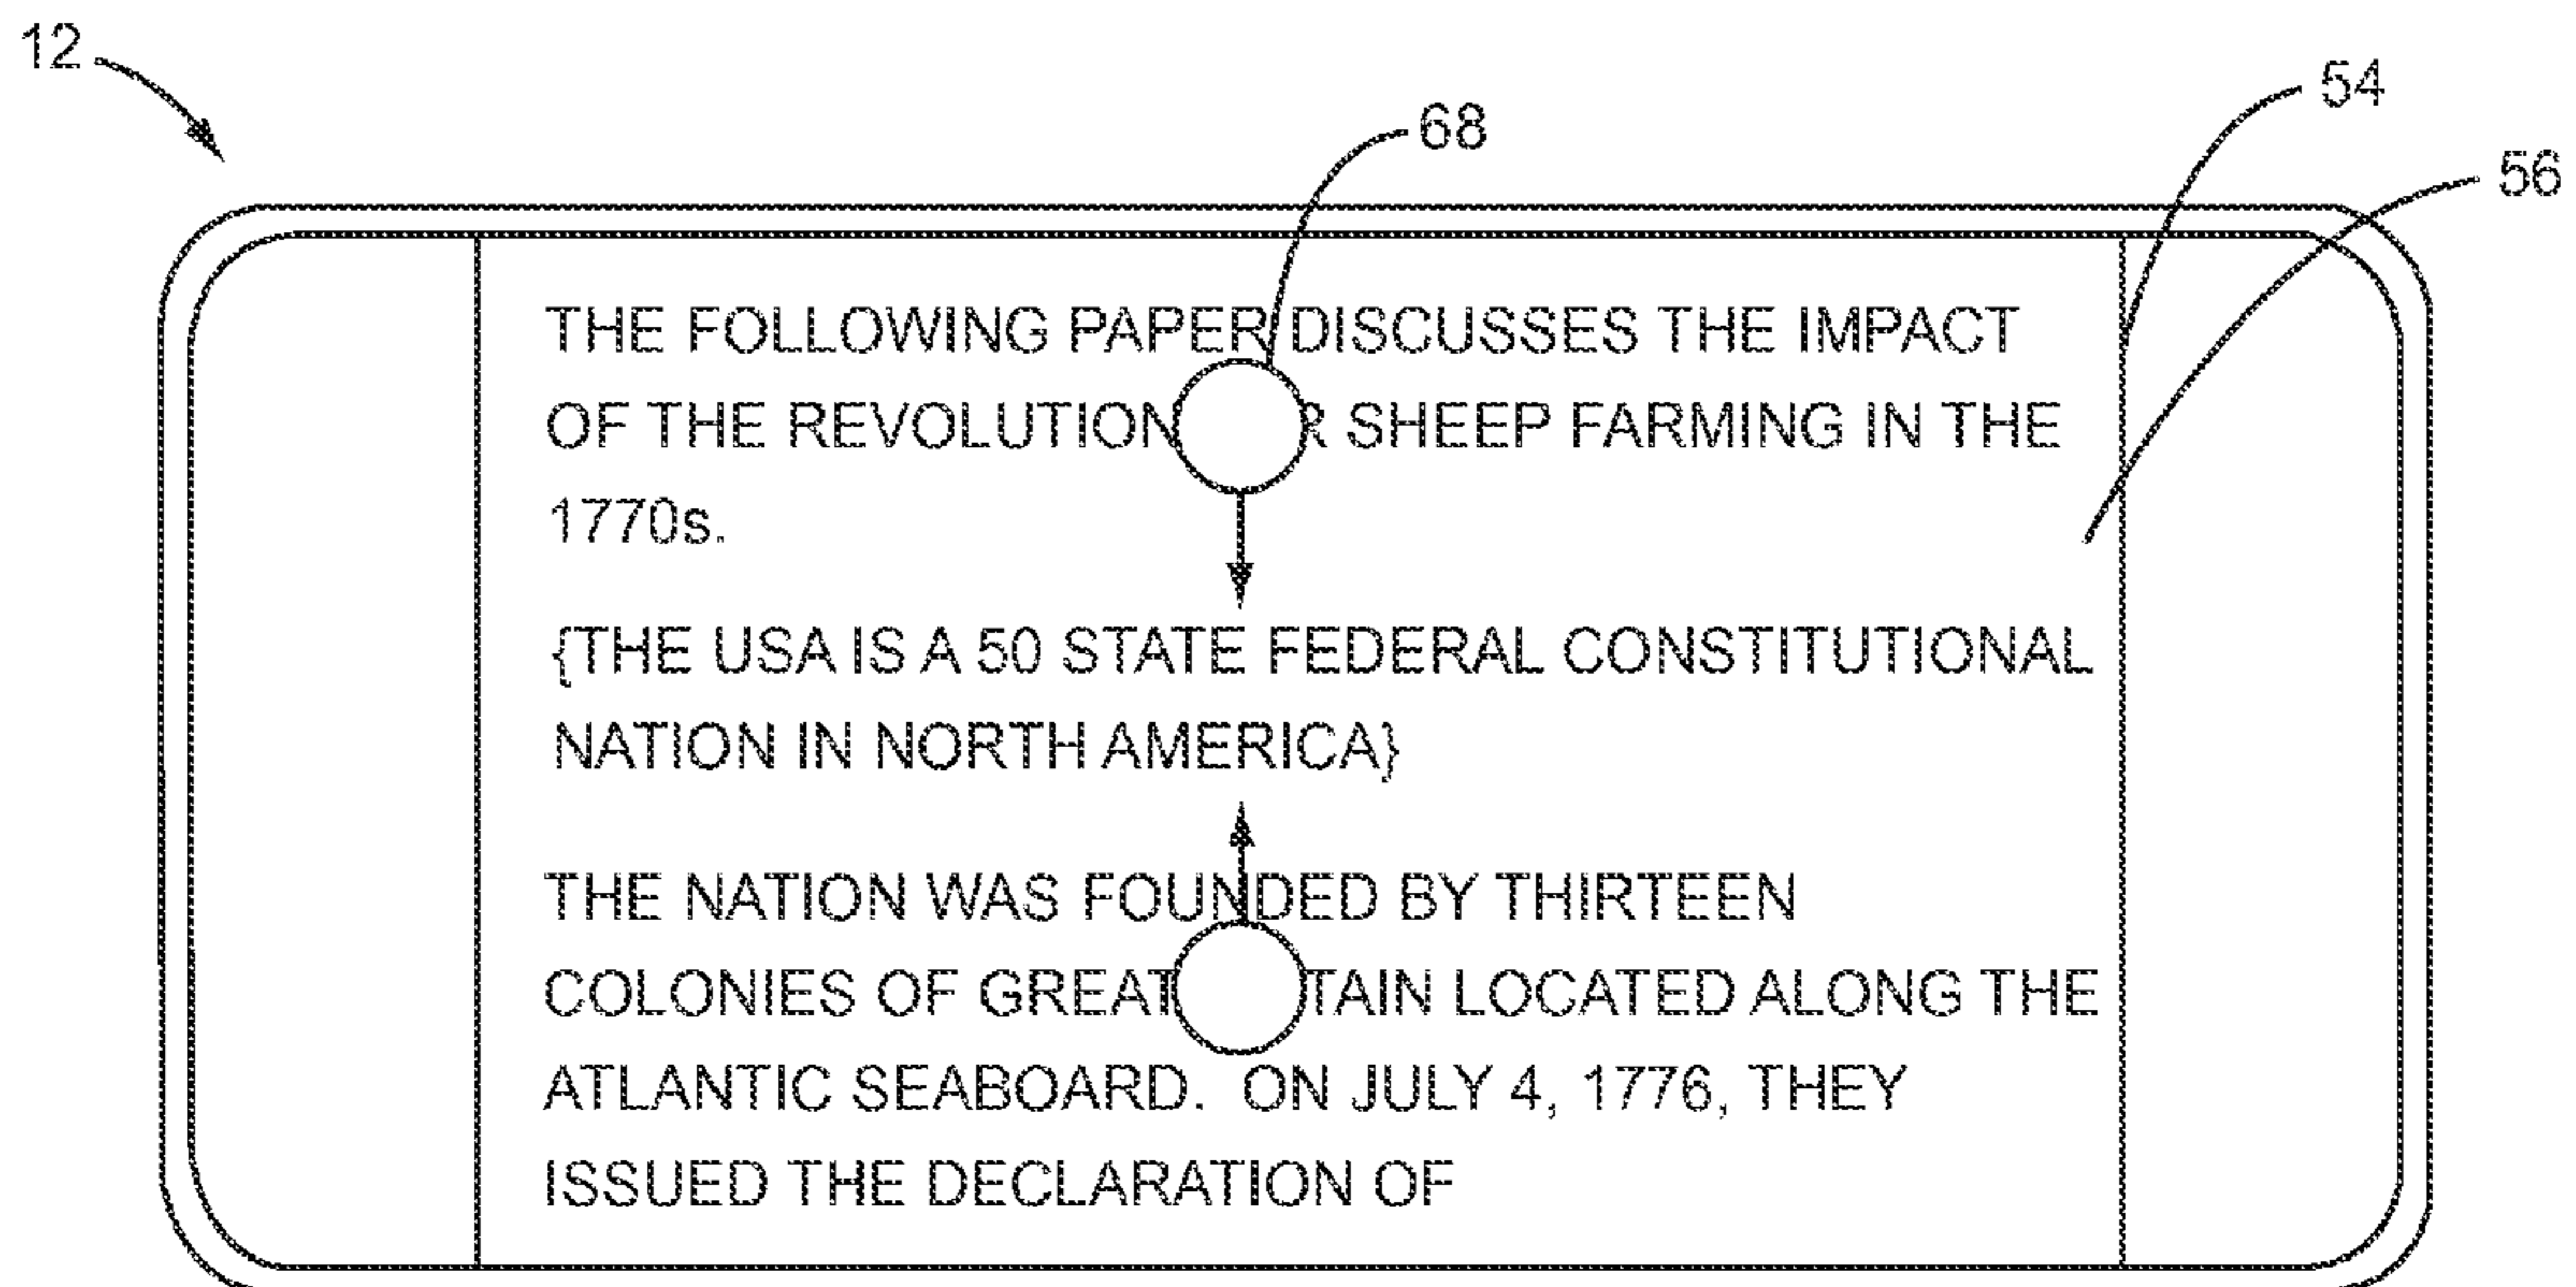 12
54
68
56
THE FOLLOWING PAPER DISCUSSES THE IMPACT
OF THE REVOLUTION R SHEEP FARMING IN THE
1770s.
{THE USA IS A 50 STATE FEDERAL CONSTITUTIONAL
NATION IN NORTH AMERICA}
THE NATION WAS FOUNDED BY THIRTEEN
COLONIES OF GREAT TAIN LOCATED ALONG THE
ATLANTIC SEABOARD. ON JULY 4, 1776, THEY
ISSUED THE DECLARATION OF